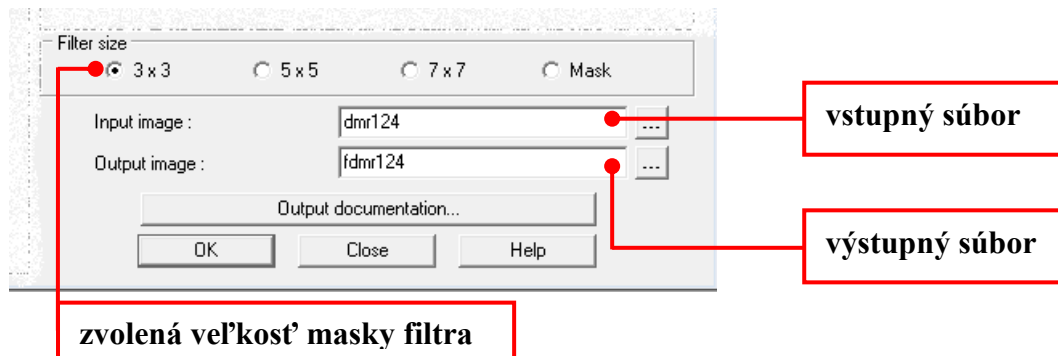 Filter size
3 x 3 5 x 5 7 x 7 Mask
Input image : dmr124 ... vstupný súbor
Output image : fdmr124 ...
Output documentation...
výstupný súbor
OK Close Help
zvolená veľkosť masky filtra